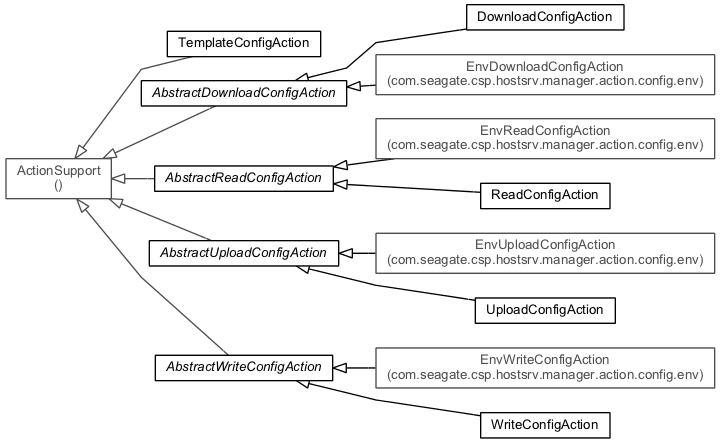 DownloadConfigAction
TemplateConfigAction
EnvDownloadConfigAction
(com.seagate.csp.hostsrv.manager.action.config.env)
AbstractDownloadConfigAction
EnvReadConfigAction
(com.seagate.csp.hostsrv.manager.action.config.env)
ActionSupport
()
AbstractReadConfigAction
ReadConfigAction
EnvUploadConfigAction
(com.seagate.csp.hostsrv.manager.action.config.env)
AbstractUploadConfigAction
UploadConfigAction
EnvWriteConfigAction
(com.seagate.csp.hostsrv.manager.action.config.env)
AbstractWriteConfigAction
WriteConfigAction